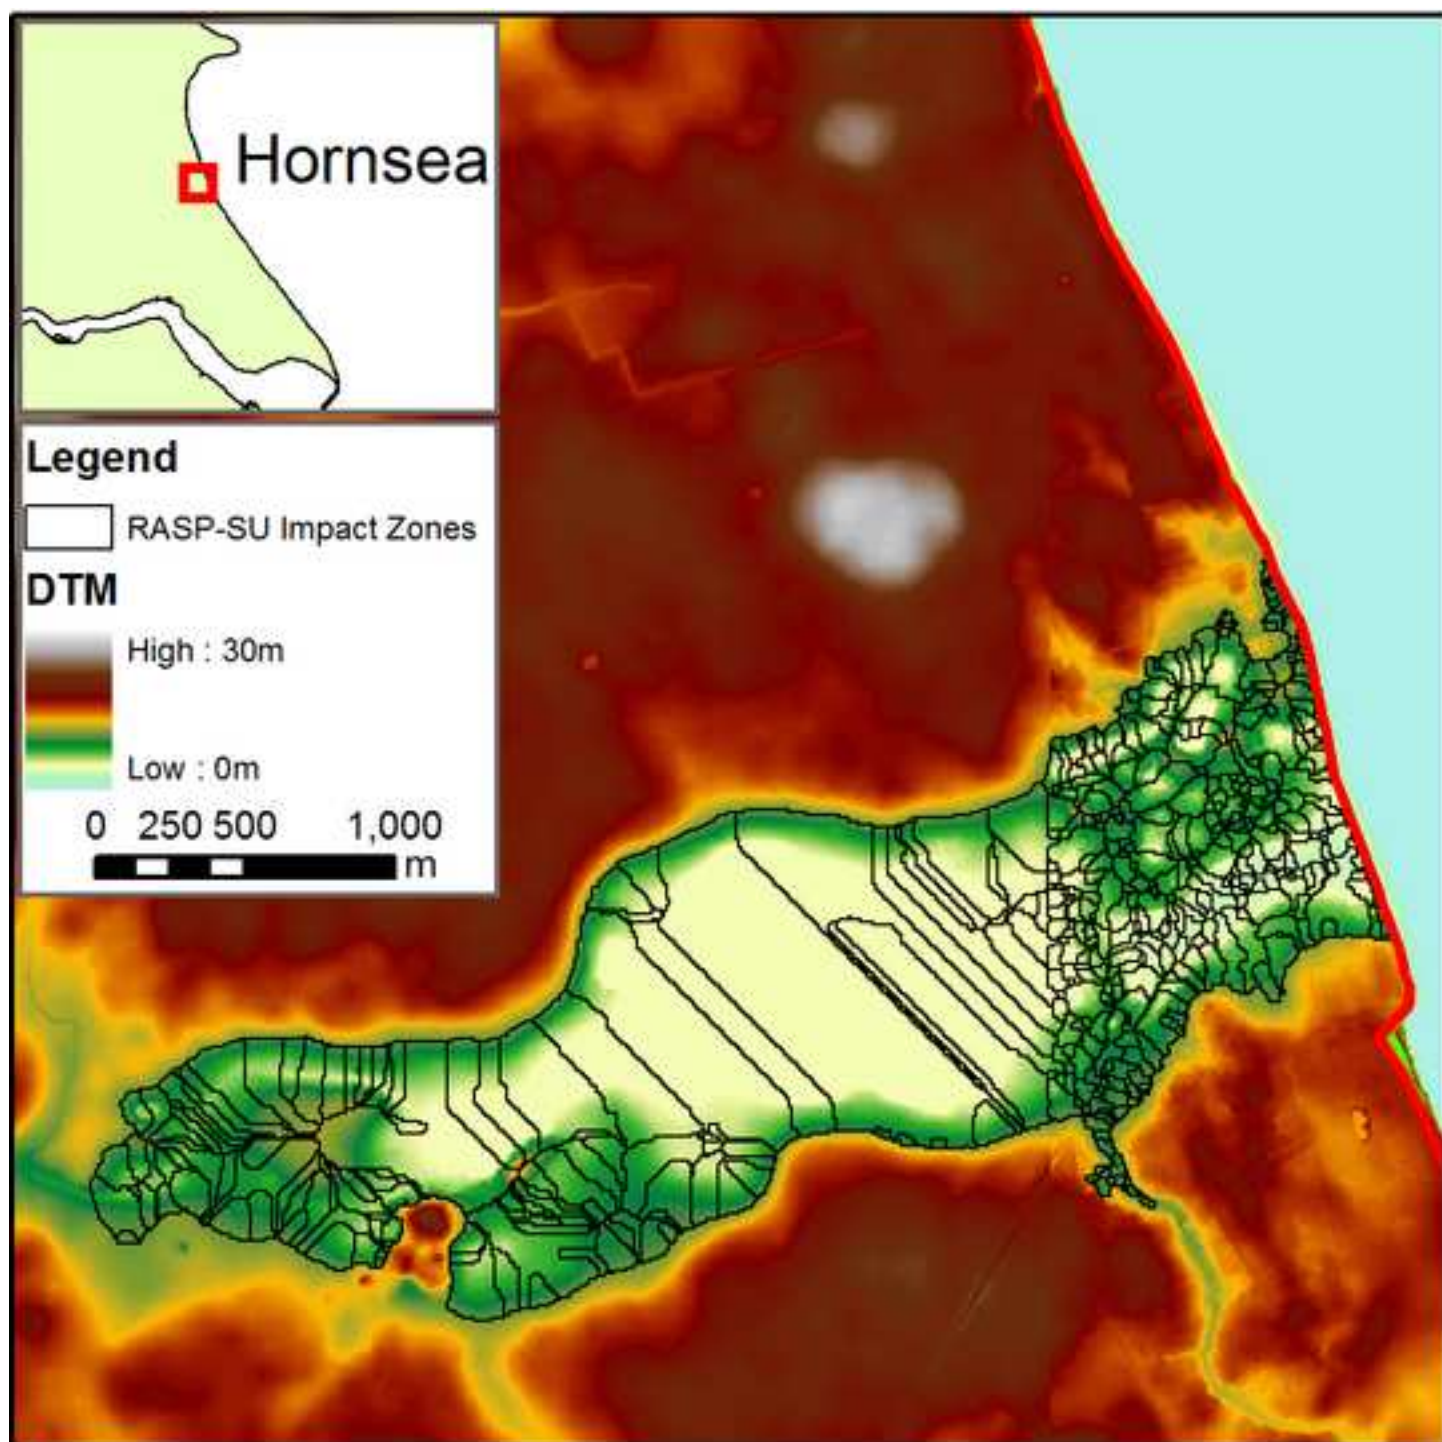 Hornsea
Legend
RASP-SU Impact Zones
DTM
High : 30m
Low : 0m
0 250 500 1,000
m